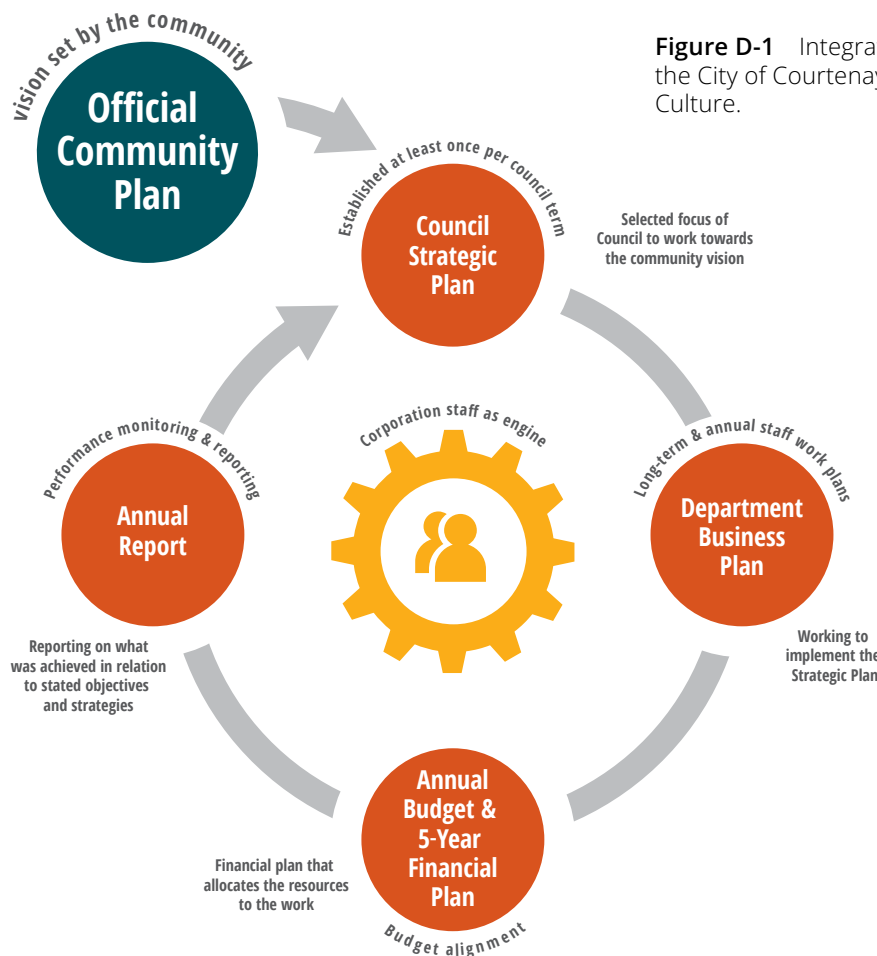 vision set by the community
Official
Community
Plan
Figure D-1 Integra
the City of Courtenay
Culture.
Established at least once per council term
Council
Strategic
Plan
Selected focus of
Council to work towards
the community vision
Corporation staff as engine
Performance monitoring & reporting
Annual
Report
Long-term & annual staff work plans
Department
Business
Plan
Reporting on what
was achieved in relation
to stated objectives
and strategies
Working to
implement the
Strategic Plan
Annual
Budget &
5-Year
Financial
Plan
Financial plan that
allocates the resources
to the work
Budget alignment